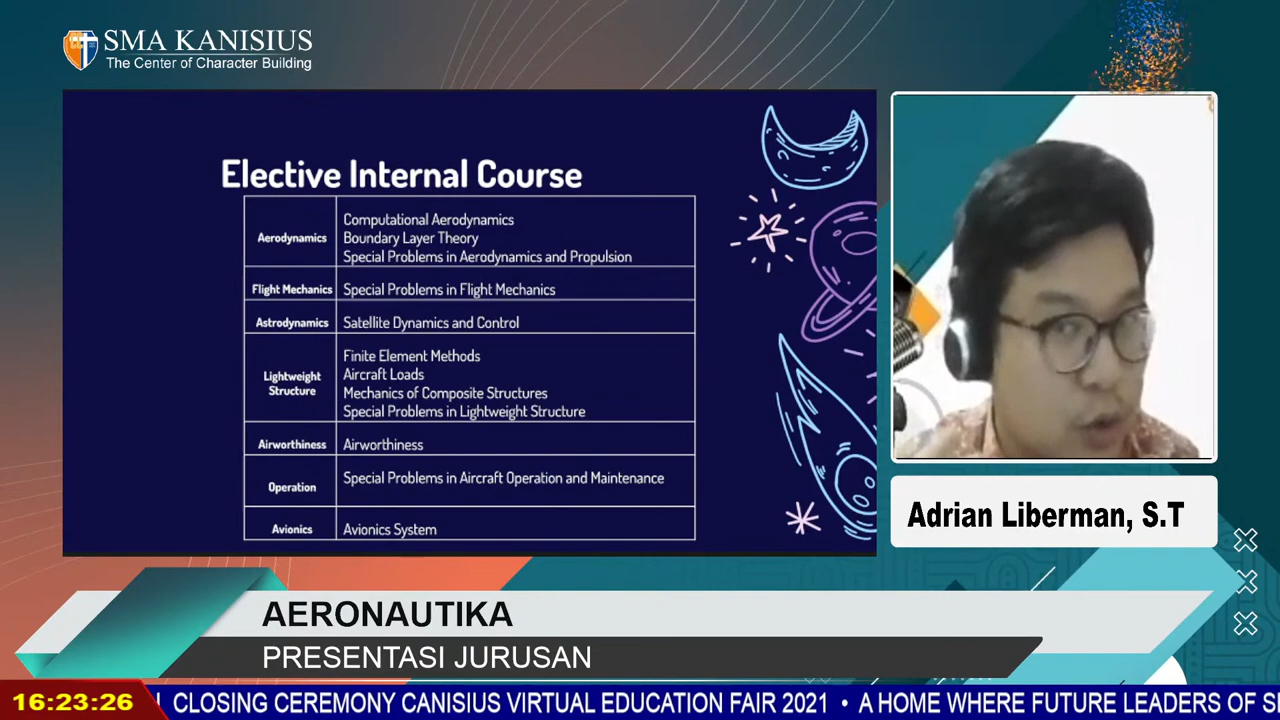 SMA KANISIUS
The Center of Character Building
Elective Internal Course
Aerodynamics
Computational Aerodynamics
Boundary Layer Theory
Special Problems in Aerodynamics and Propulsion
Flight Mechanics
Special Problems in Flight Mechanics
Astrodynamics
Satellite Dynamics and Control
Lightweight
Structure
Finite Element Methods
Aircraft Loads
Mechanics of Composite Structures
Special Problems in Lightweight Structure
Airworthiness
Airworthiness
Operation
Special Problems in Aircraft Operation and Maintenance
Avionics
Avionics System
Adrian Liberman, S.T
AERONAUTIKA
PRESENTASI JURUSAN
16:23:26
CLOSING CEREMONY CANISIUS VIRTUAL EDUCATION FAIR 2021 • A HOME WHERE FUTURE LEADERS OF